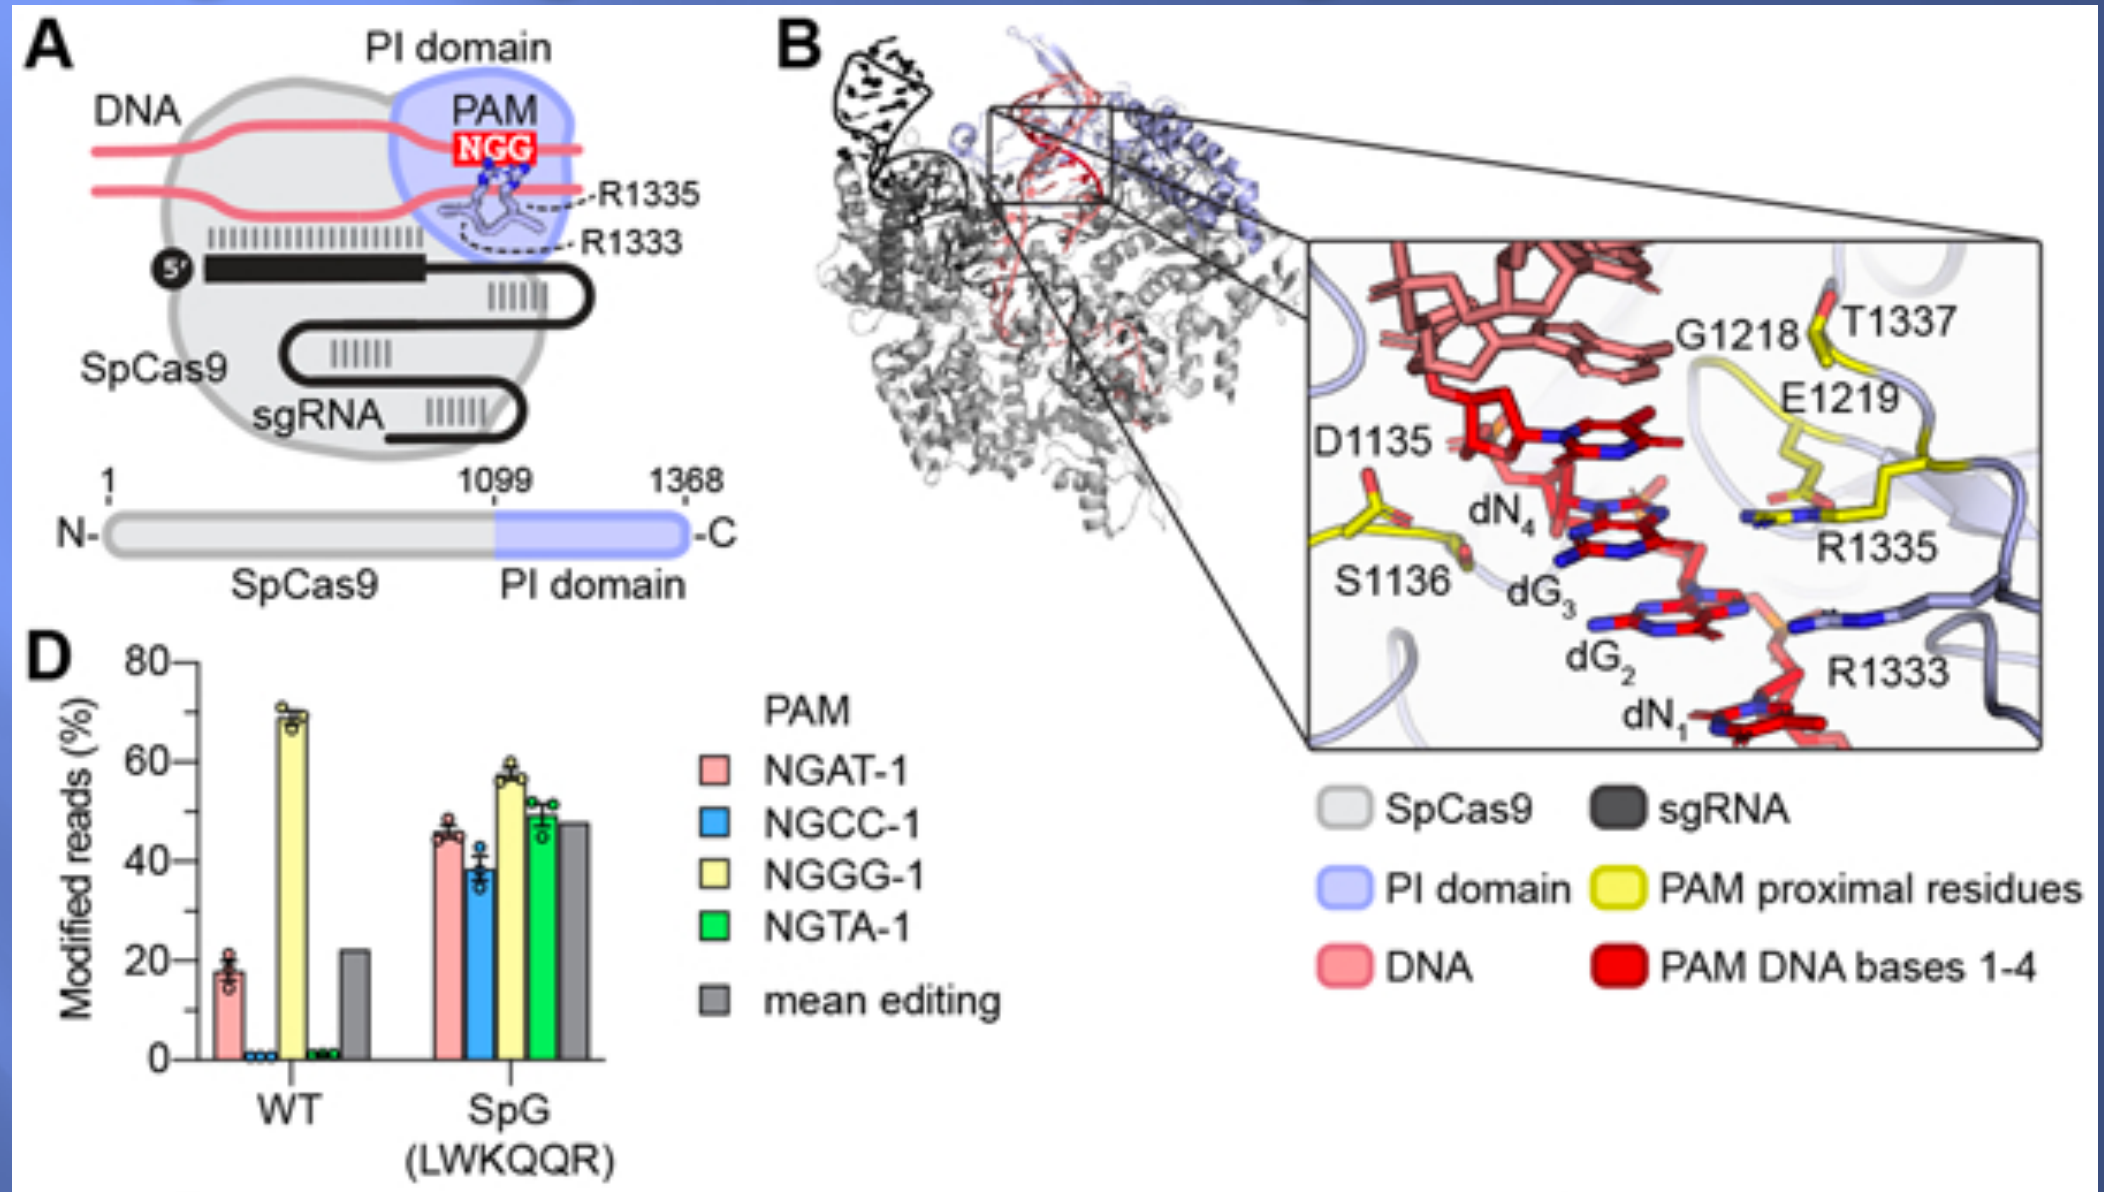 A
PI domain
DNA
PAM
NGG
R1335
R1333
5'
SpCas9
sgRNA
1
1099
1368
N-
-C
SpCas9
PI domain
B
G1218
T1337
E1219
D1135
dN4
R1335
S1136
dG3
dG2
R1333
dN1
SpCas9
sgRNA
PI domain
PAM proximal residues
DNA
PAM DNA bases 1-4
D
Modified reads (%)
80
60
40
20
0
WT
SpG
(LWKQQR)
PAM
NGAT-1
NGCC-1
NGGG-1
NGTA-1
mean editing